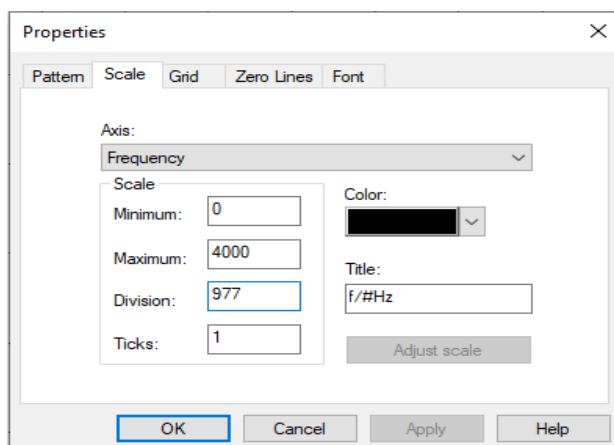 Properties
Pattern Scale Grid Zero Lines Font
Axis:
Frequency
Scale
Minimum: 0
Maximum: 4000
Division: 977
Ticks: 1
Color:
Title:
f/#Hz
Adjust scale
OK Cancel Apply Help